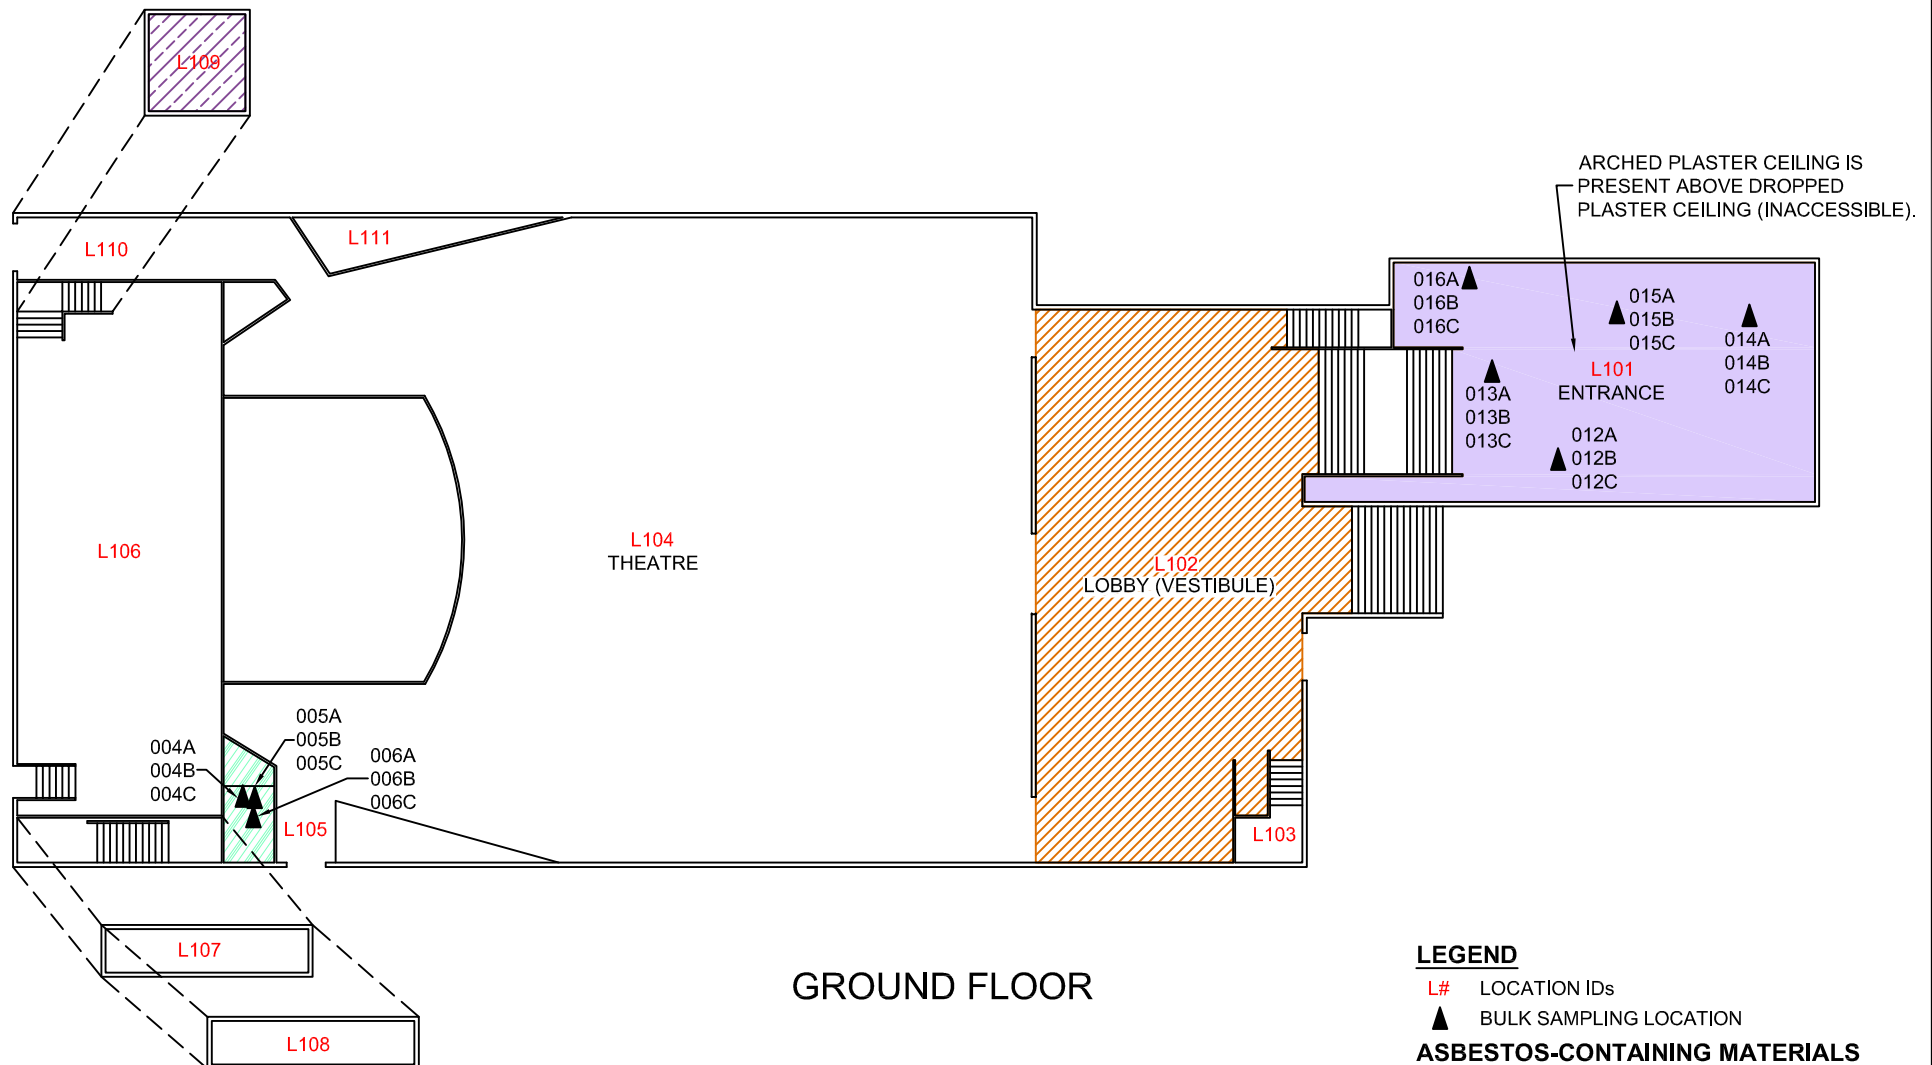 L109
ARCHED PLASTER CEILING IS
PRESENT ABOVE DROPPED
PLASTER CEILING (INACCESSIBLE).
L110
L111
016A
016B
016C
015A
015B
015C
014A
014B
014C
L101
ENTRANCE
013A
013B
013C
012A
012B
012C
L106
L104
THEATRE
L102
LOBBY (VESTIBULE)
005A
005B
005C
004A
004B
004C
006A
006B
006C
L105
L103
L107
L108
GROUND FLOOR
LEGEND
L# LOCATION IDs
BULK SAMPLING LOCATION
ASBESTOS-CONTAINING MATERIALS